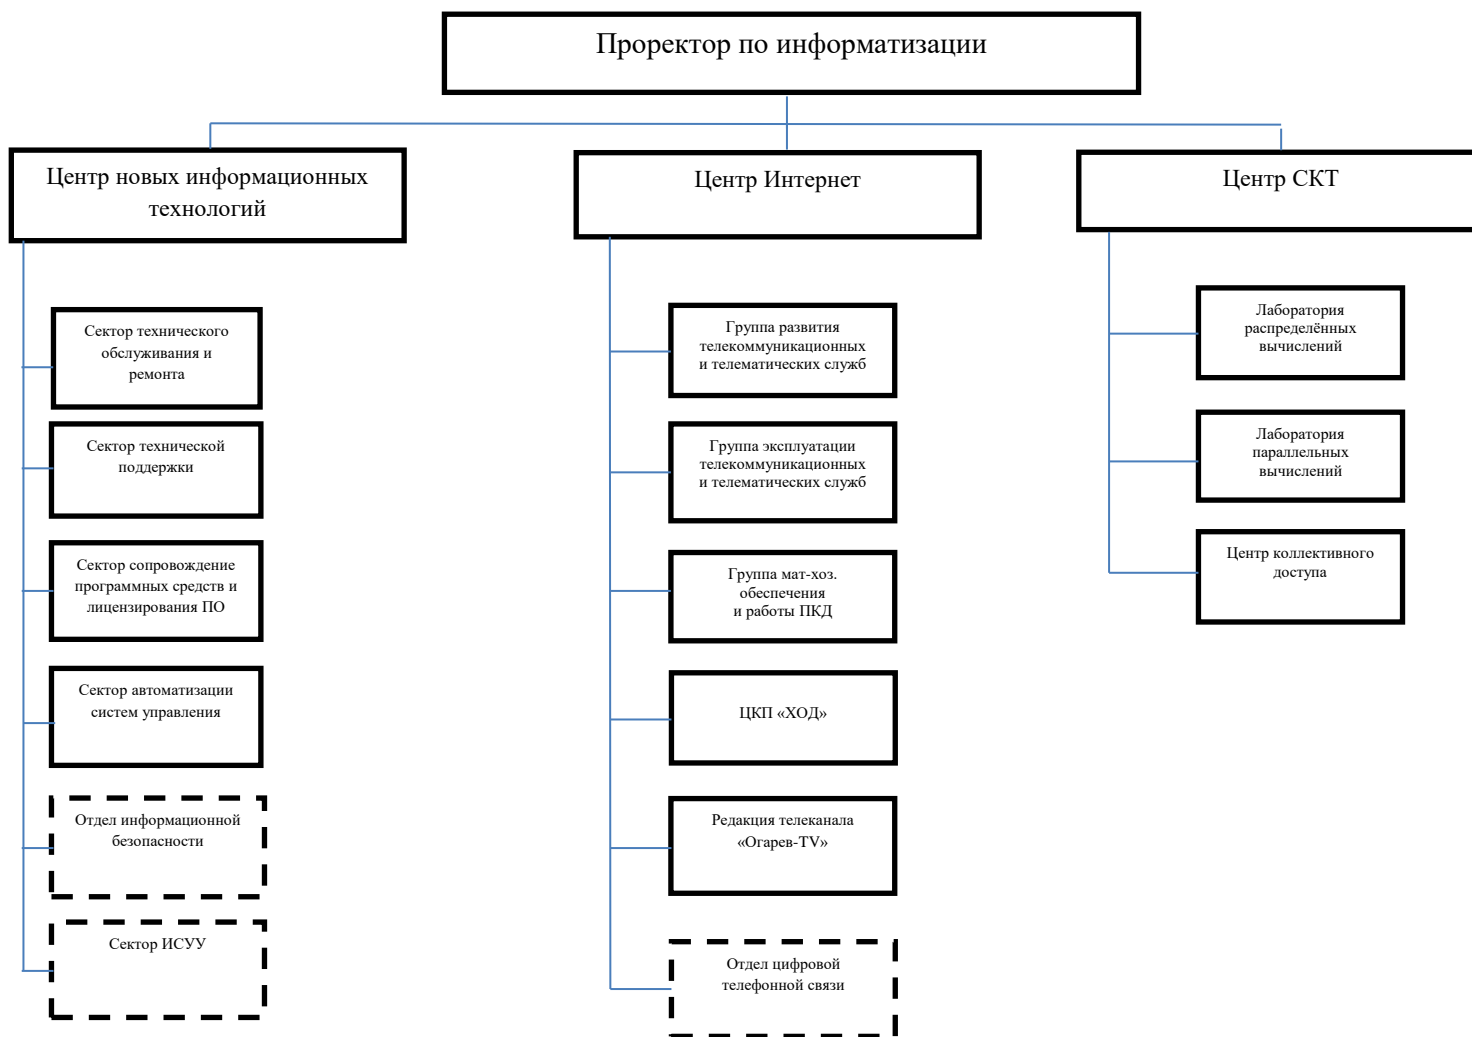 Проректор по информатизации
Центр новых информационных
технологий
Центр Интернет
Центр СКТ
Сектор технического
обслуживания и
ремонта
Сектор технической
поддержки
Сектор сопровождение
программных средств и
лицензирования ПО
Сектор автоматизации
систем управления
Отдел информационной
безопасности
Сектор ИСУУ
Группа развития
телекоммуникационных
и телематических служб
Группа эксплуатации
телекоммуникационных
и телематических служб
Группа мат-хоз.
обеспечения
и работы ПКД
ЦКП «ХОД»
Редакция телеканала
«Огарев-TV»
Отдел цифровой
телефонной связи
Лаборатория
распределённых
вычислений
Лаборатория
параллельных
вычислений
Центр коллективного
доступа